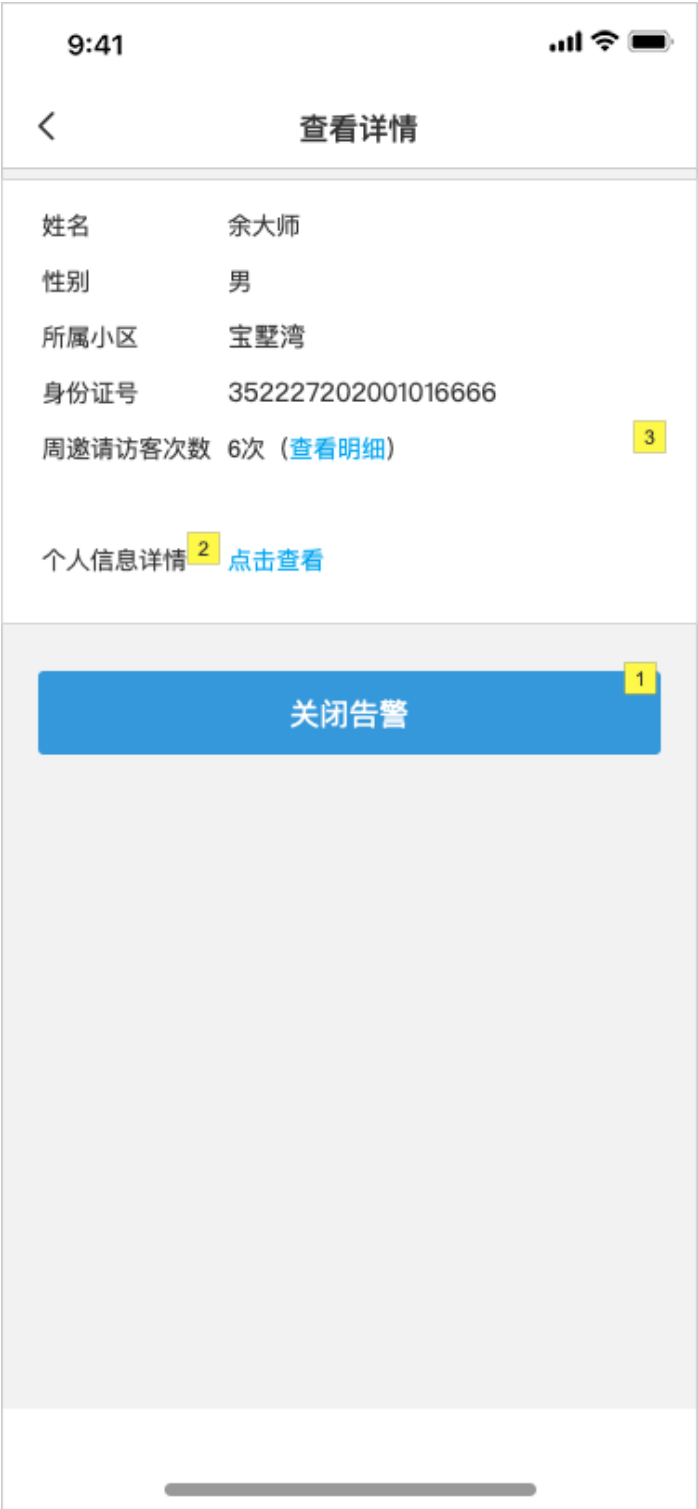 9:41
查看详情
姓名 余大师
性别 男
所属小区 宝墅湾
身份证号 352227202001016666
周邀请访客次数 6次（查看明细） 3
个人信息详情 2 点击查看
1
关闭告警